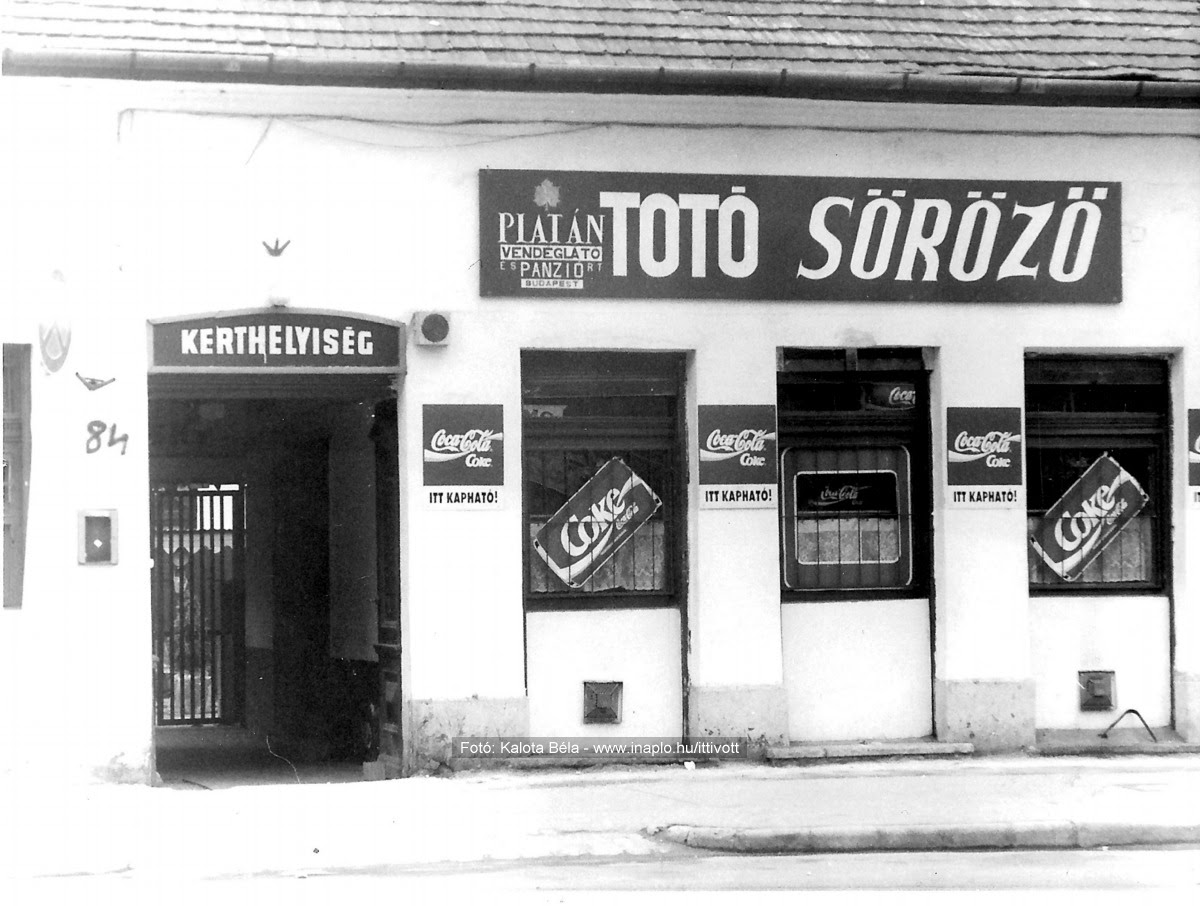 PLATÁN
VENDÉGLÁTÓ
ÉS PANZIÓ RT
BUDAPEST
TOTÓ SÖRÖZŐ
KERTHELYISÉG
84
Coca-Cola
Coke
ITT KAPHATÓ!
Coke
Coca-Cola
Coca-Cola
Coke
ITT KAPHATÓ!
Coca-Cola
Coca-Cola
Coke
ITT KAPHATÓ!
Coke
Coca-Cola
Fotó: Kalota Béla - www.inaplo.hu/ittivott